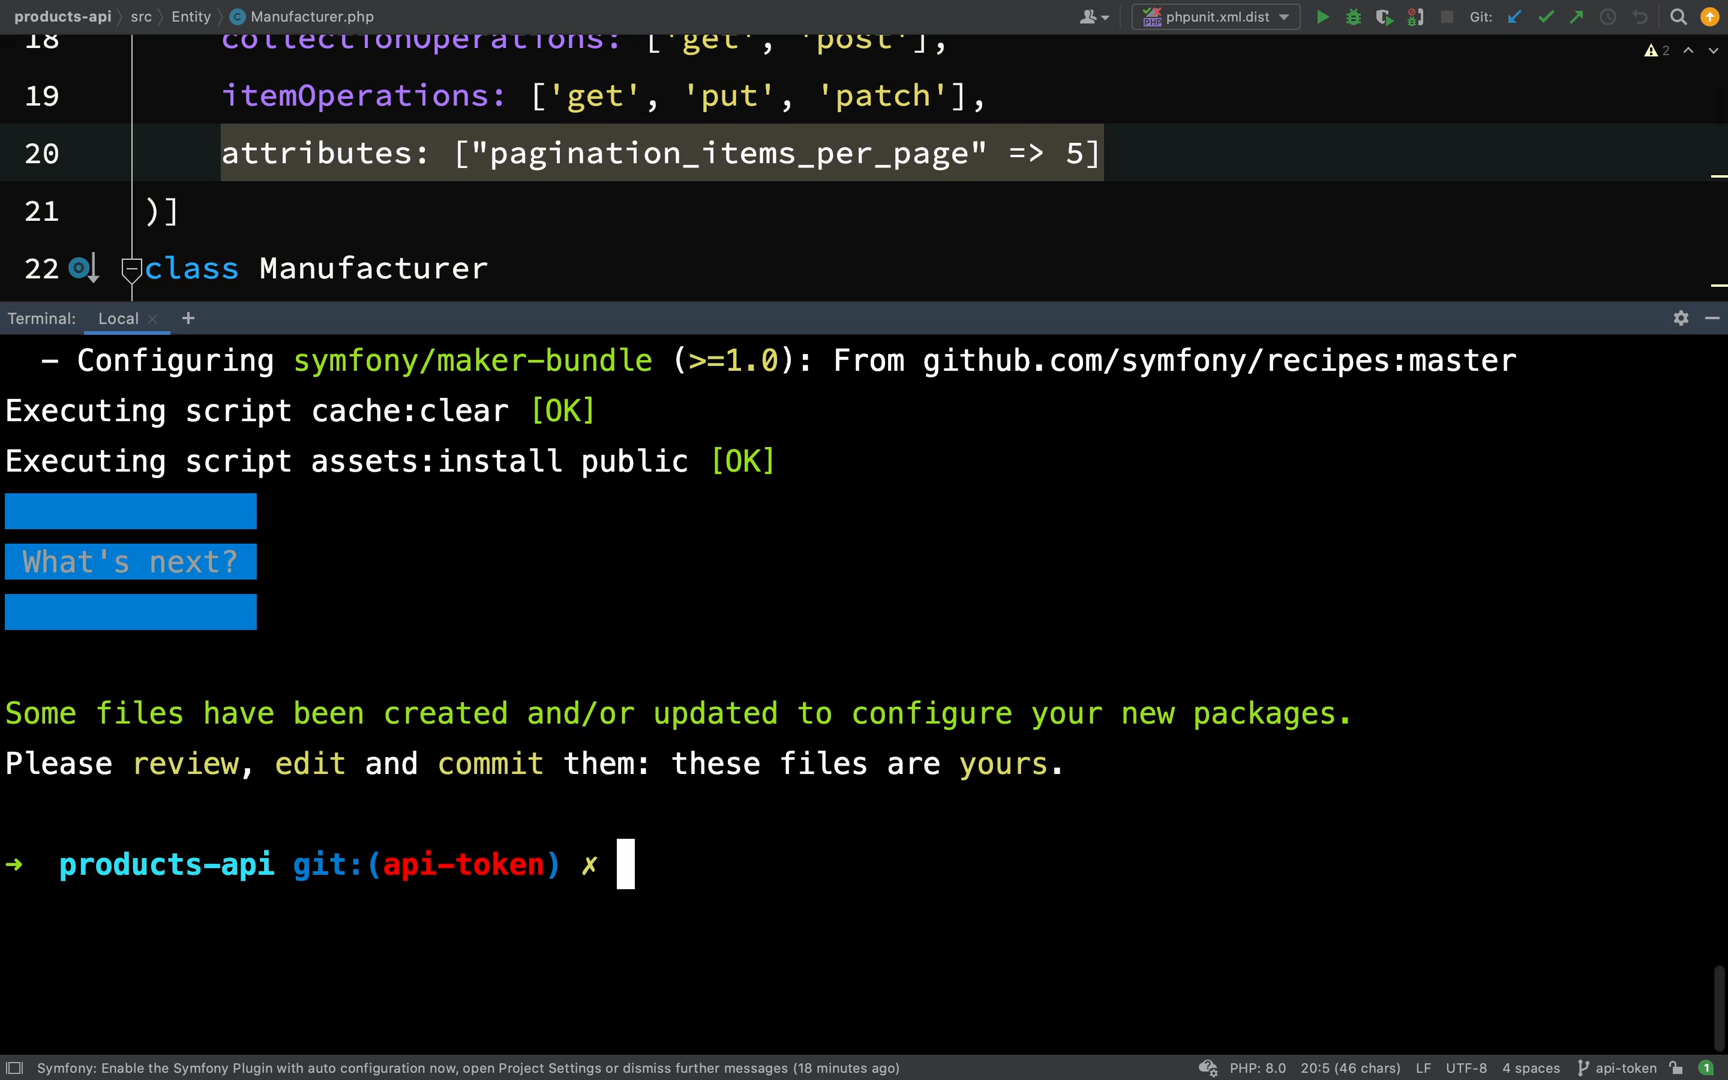 products-api src Entity Manufacturer.php phpunit.xml.dist Git:
18 collectionOperations: ['get', 'post'],
2
19 itemOperations: ['get', 'put', 'patch'],
20 attributes: ["pagination_items_per_page" => 5]
21 )]
22 class Manufacturer
Terminal: Local × +
- Configuring symfony/maker-bundle (>=1.0): From github.com/symfony/recipes:master
Executing script cache:clear [OK]
Executing script assets:install public [OK]
What's next?
Some files have been created and/or updated to configure your new packages.
Please review, edit and commit them: these files are yours.
➜ products-api git:(api-token) ✗
Symfony: Enable the Symfony Plugin with auto configuration now, open Project Settings or dismiss further messages (18 minutes ago) PHP: 8.0 20:5 (46 chars) LF UTF-8 4 spaces api-token 1